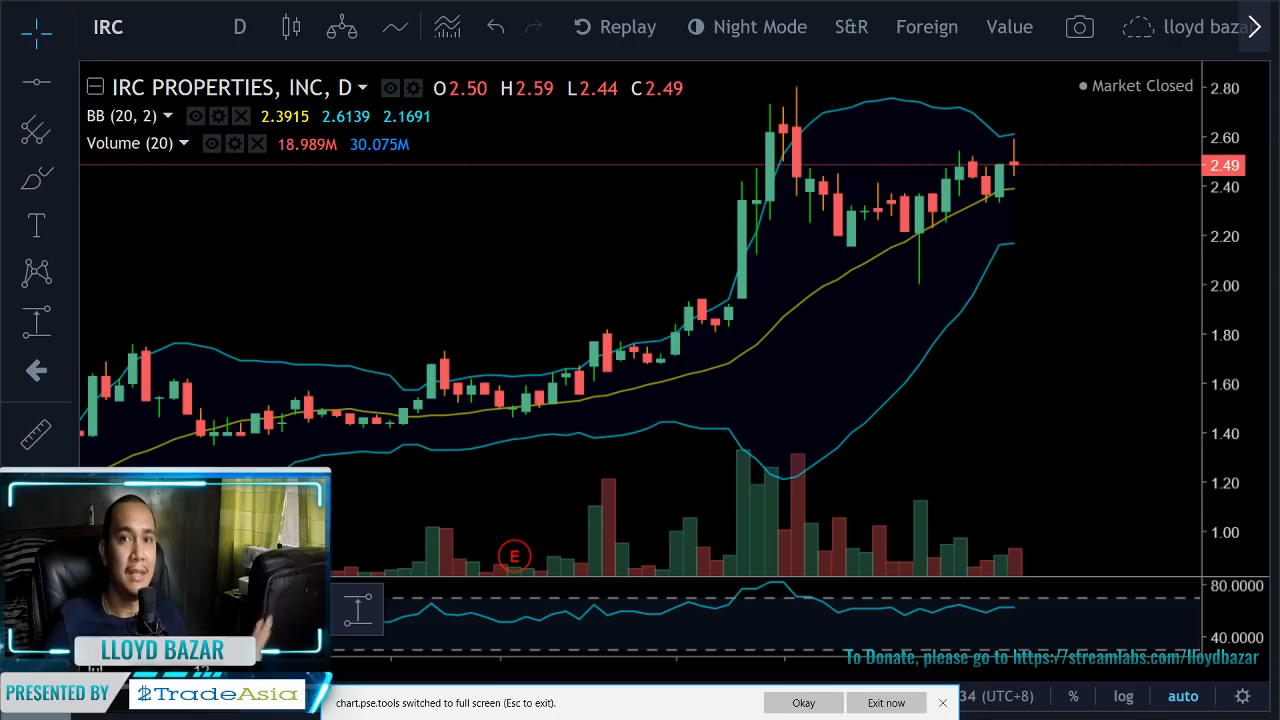 IRC D Replay Night Mode S&R Foreign Value lloyd baza
IRC PROPERTIES, INC, D O2.50 H2.59 L2.44 C2.49
Market Closed
BB (20, 2) 2.3915 2.6139 2.1691
Volume (20) 18.989M 30.075M
2.80
2.60
2.49
2.40
2.20
2.00
1.80
1.60
1.40
1.20
1.00
E
80.0000
40.0000
LLOYD BAZAR
To Donate, please go to https://streamlabs.com/lloydbazar
PRESENTED BY $TradeAsia
chart.pse.tools switched to full screen (Esc to exit). Okay Exit now
34 (UTC+8) % log auto